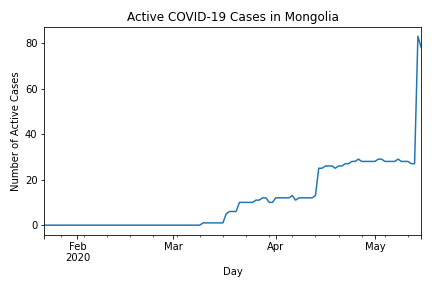 Active COVID-19 Cases in Mongolia
Number of Active Cases
80
60
40
20
0
Feb
2020
Mar
Apr
May
Day